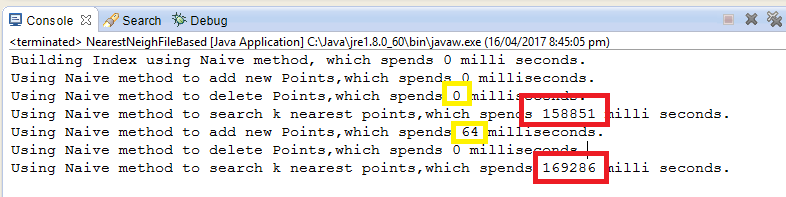 Console Search Debug
<terminated> NearestNeighFileBased [Java Application] C:\Java\jre1.8.0_60\bin\javaw.exe (16/04/2017 8:45:05 pm)
Building Index using Naive method, which spends 0 milli seconds.
Using Naive method to add new Points,which spends 0 milliseconds.
Using Naive method to delete Points,which spends 0 milliseconds.
Using Naive method to search k nearest points,which spends 158851 milli seconds.
Using Naive method to add new Points,which spends 64 milliseconds.
Using Naive method to delete Points,which spends 0 milliseconds.
Using Naive method to search k nearest points,which spends 169286 milli seconds.